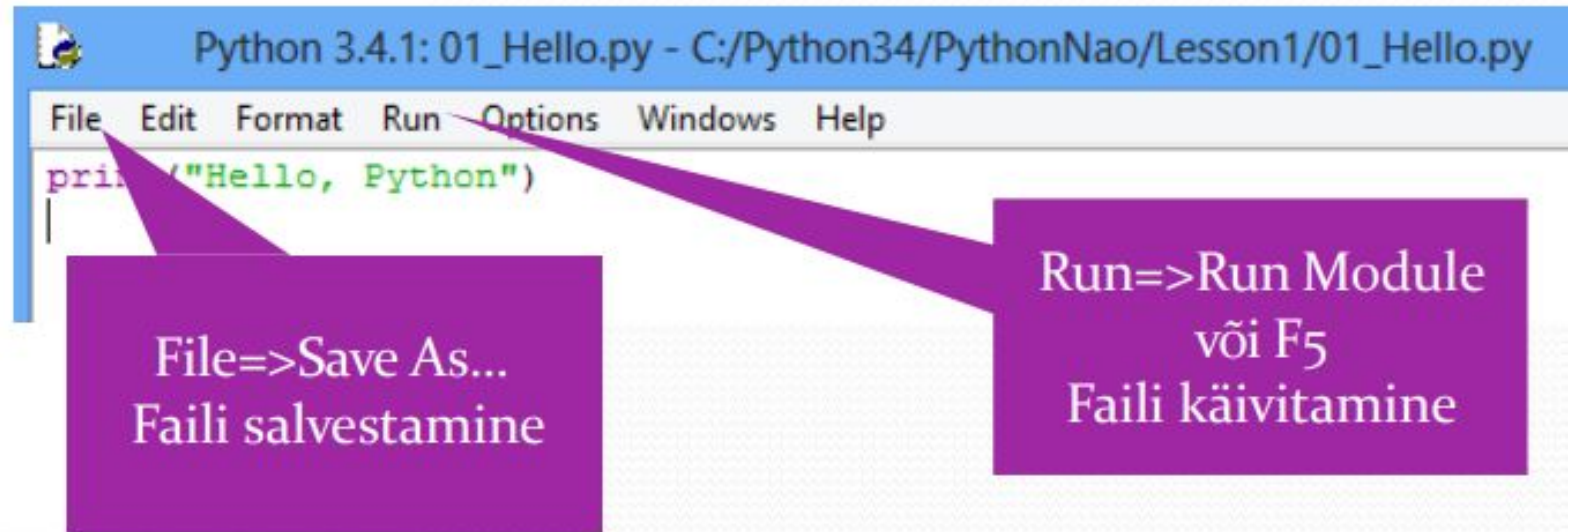 Python 3.4.1: 01_Hello.py - C:/Python34/PythonNao/Lesson1/01_Hello.py
File Edit Format Run Options Windows Help
print("Hello, Python")
Run=>Run Module
või F5
Faili käivitamine
File=>Save As...
Faili salvestamine